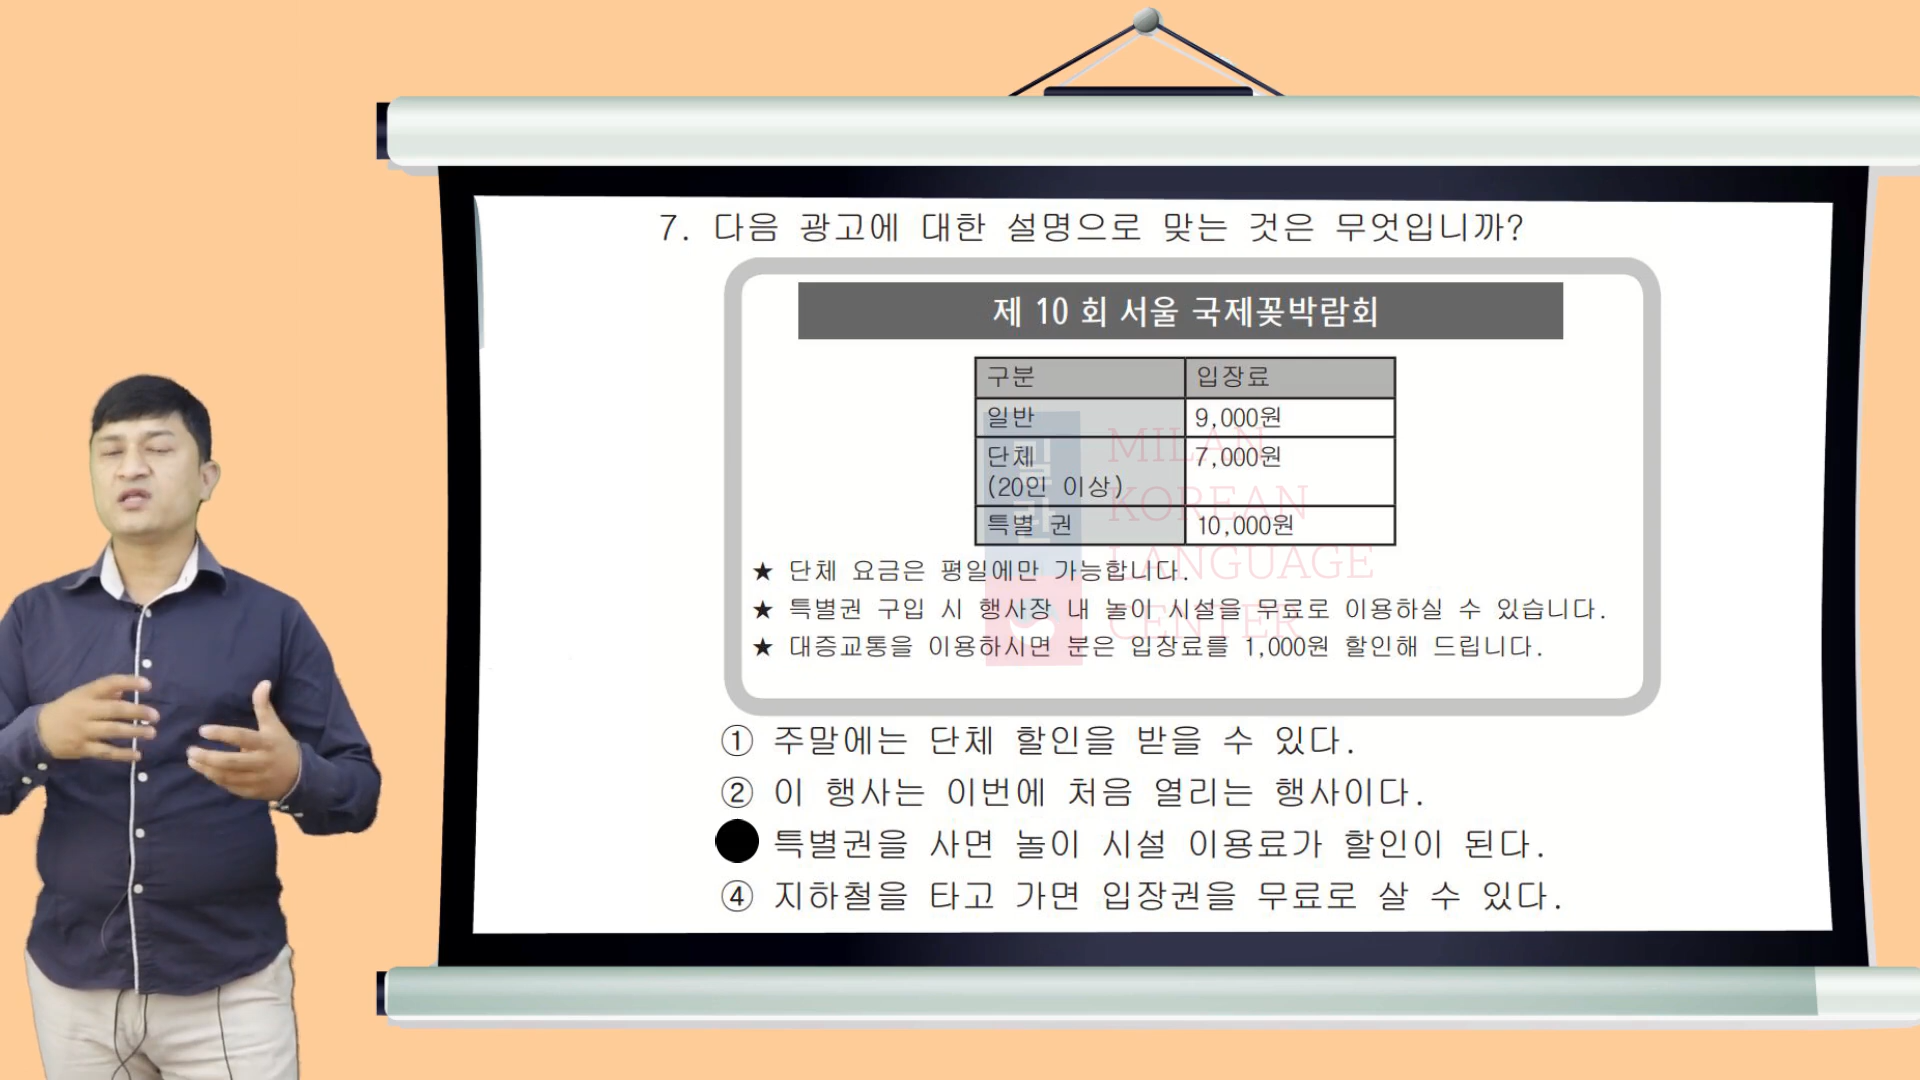 7. 다음 광고에 대한 설명으로 맞는 것은 무엇입니까?
제 10 회 서울 국제꽃박람회
구분 입장료
일반 9,000원
단체 7,000원
(20인 이상)
특별 권 10,000원
★ 단체 요금은 평일에만 가능합니다.
★ 특별권 구입 시 행사장 내 놀이 시설을 무료로 이용하실 수 있습니다.
★ 대증교통을 이용하시면 분은 입장료를 1,000원 할인해 드립니다.
밀란
MILAN
KOREAN
LANGUAGE
CENTER
① 주말에는 단체 할인을 받을 수 있다.
② 이 행사는 이번에 처음 열리는 행사이다.
● 특별권을 사면 놀이 시설 이용료가 할인이 된다.
④ 지하철을 타고 가면 입장권을 무료로 살 수 있다.